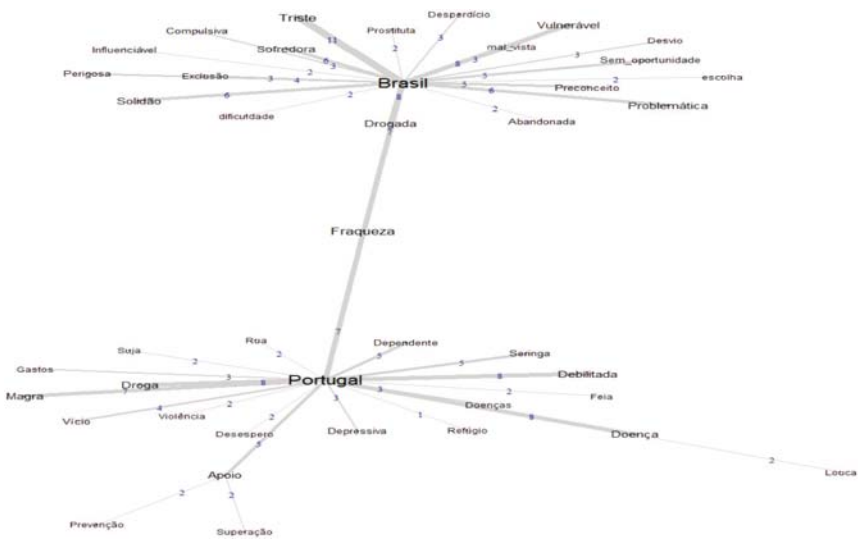 Triste
11
Compulsiva
Prostituta
2
Desperdício
3
Vulnerável
Influenciável
Sofredora
6
3
mal_vista
8
3
Desvio
3
Sem_oportunidade
Perigosa
Exclusão
3
4
2
Brasil
5
2
escolha
Preconceito
5
6
Solidão
6
2
8
2
Problemática
dificuldade
Drogada
Abandonada
Fraqueza
7
Suja
2
Rua
2
Dependente
5
Seringa
5
Gastos
3
Droga
8
Portugal
8
Debilitada
Magra
7
2
Feia
3
Vício
4
Violência
2
3
Doenças
1
8
Desespero
2
Depressiva
Refúgio
Doença
5
2
Louca
Apoio
2
2
Prevenção
Superação